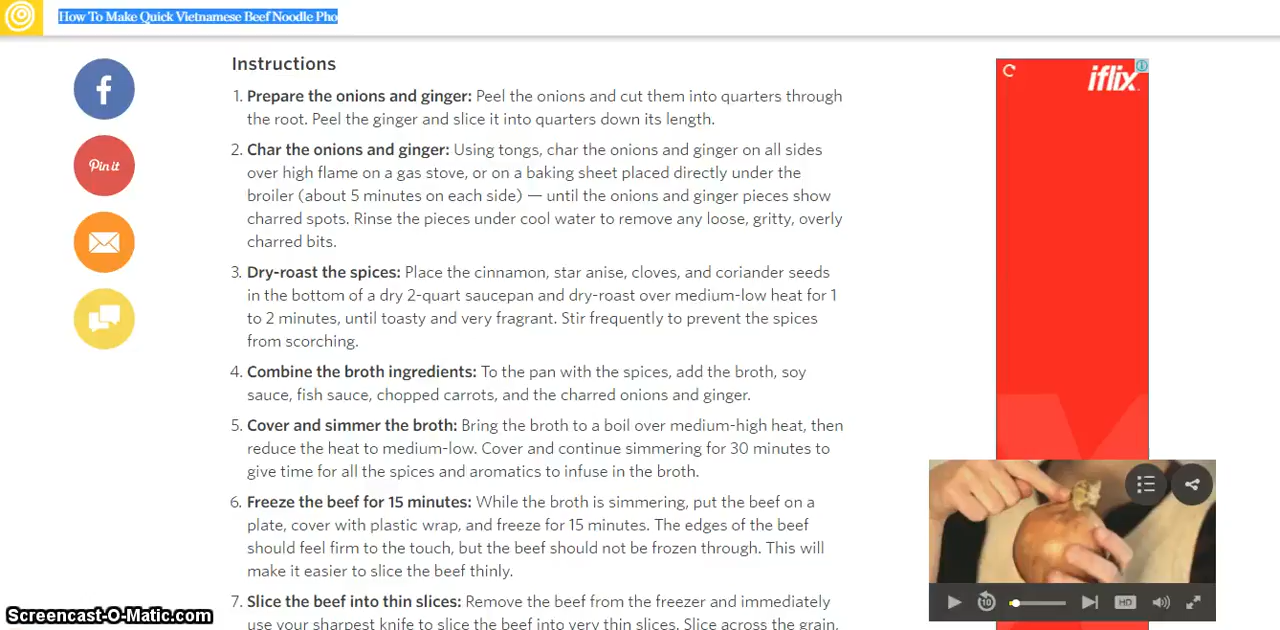 How To Make Quick Vietnamese Beef Noodle Pho
Instructions
1. Prepare the onions and ginger: Peel the onions and cut them into quarters through
the root. Peel the ginger and slice it into quarters down its length.
2. Char the onions and ginger: Using tongs, char the onions and ginger on all sides
over high flame on a gas stove, or on a baking sheet placed directly under the
broiler (about 5 minutes on each side) — until the onions and ginger pieces show
charred spots. Rinse the pieces under cool water to remove any loose, gritty, overly
charred bits.
3. Dry-roast the spices: Place the cinnamon, star anise, cloves, and coriander seeds
in the bottom of a dry 2-quart saucepan and dry-roast over medium-low heat for 1
to 2 minutes, until toasty and very fragrant. Stir frequently to prevent the spices
from scorching.
4. Combine the broth ingredients: To the pan with the spices, add the broth, soy
sauce, fish sauce, chopped carrots, and the charred onions and ginger.
5. Cover and simmer the broth: Bring the broth to a boil over medium-high heat, then
reduce the heat to medium-low. Cover and continue simmering for 30 minutes to
give time for all the spices and aromatics to infuse in the broth.
6. Freeze the beef for 15 minutes: While the broth is simmering, put the beef on a
plate, cover with plastic wrap, and freeze for 15 minutes. The edges of the beef
should feel firm to the touch, but the beef should not be frozen through. This will
make it easier to slice the beef thinly.
7. Slice the beef into thin slices: Remove the beef from the freezer and immediately
use your sharpest knife to slice the beef into very thin slices. Slice across the grain,
f
Pin it
iflix
10
HD
Screencast-O-Matic.com